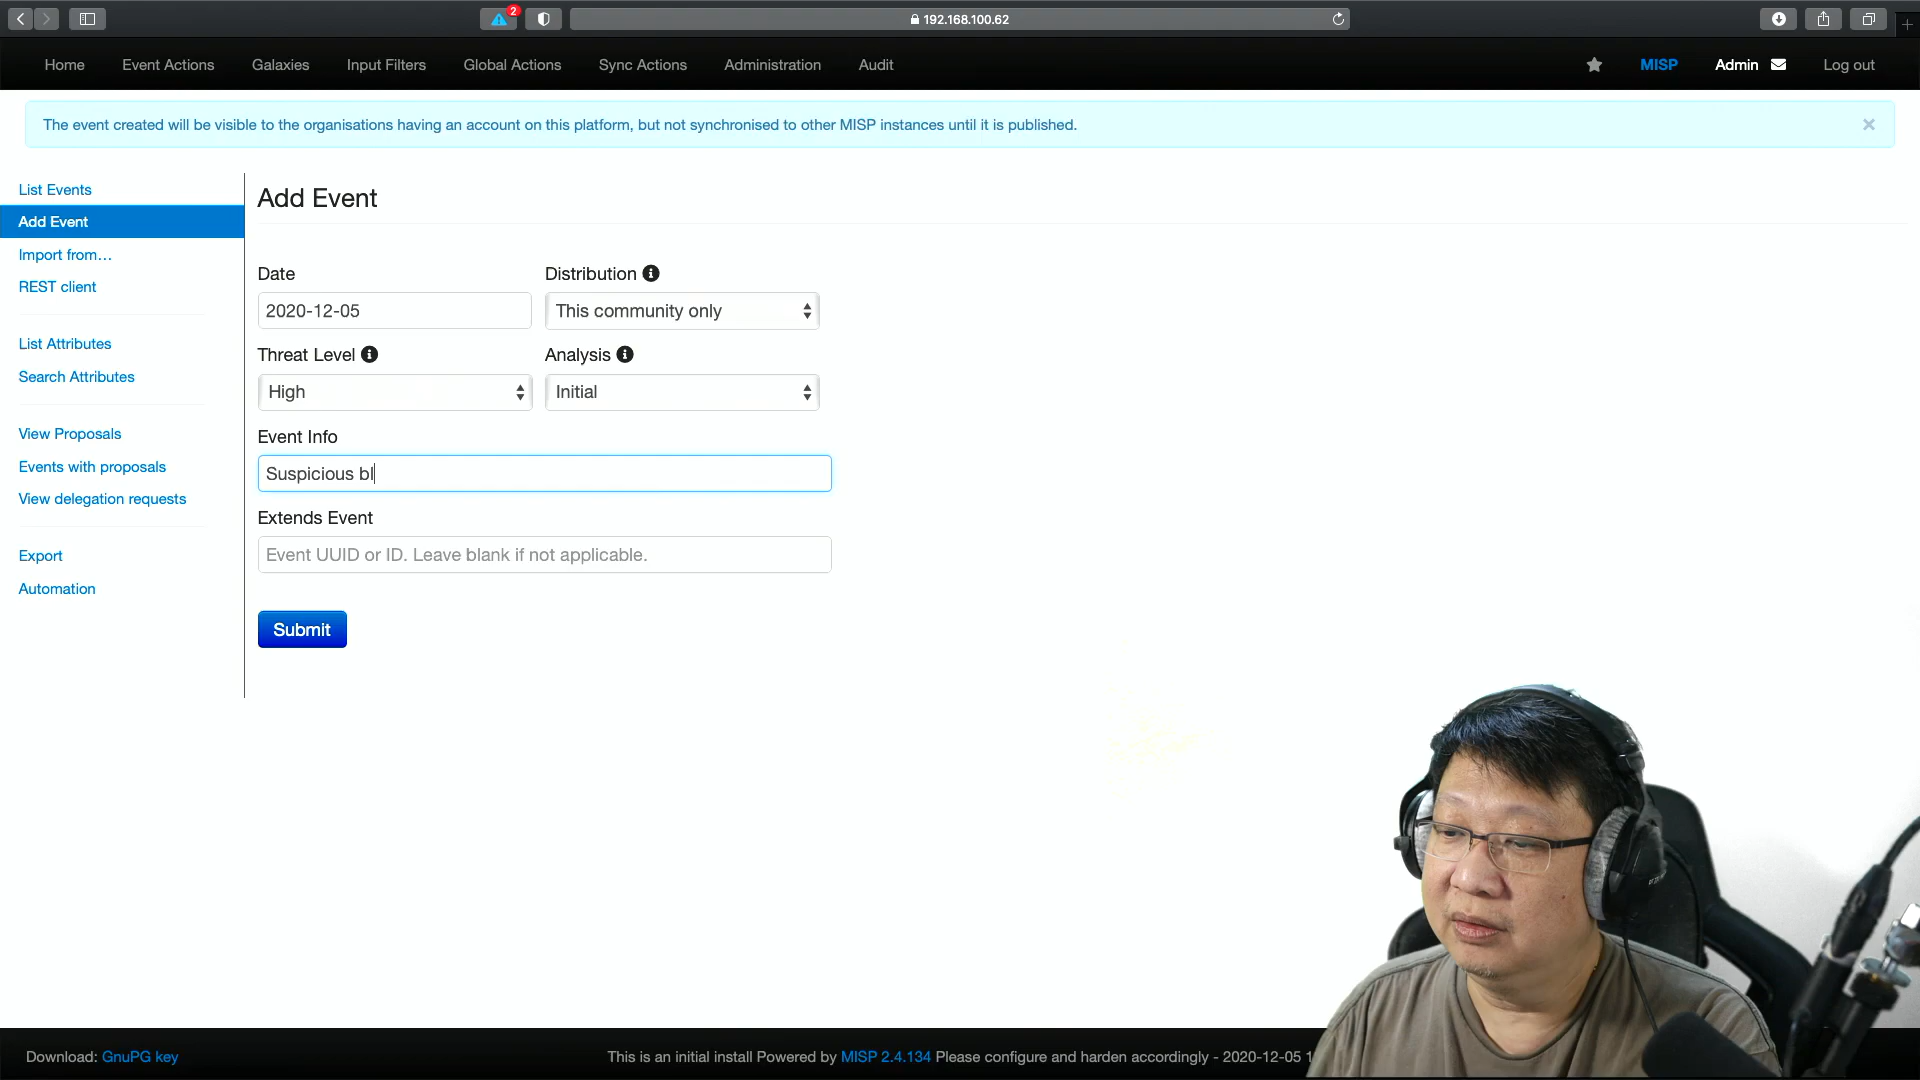 2
192.168.100.62
Home Event Actions Galaxies Input Filters Global Actions Sync Actions Administration Audit MISP Admin Log out
The event created will be visible to the organisations having an account on this platform, but not synchronised to other MISP instances until it is published.
List Events
Add Event
Import from…
REST client
List Attributes
Search Attributes
View Proposals
Events with proposals
View delegation requests
Export
Automation
Add Event
Date Distribution
2020-12-05 This community only
Threat Level Analysis
High Initial
Event Info
Suspicious bl
Extends Event
Event UUID or ID. Leave blank if not applicable.
Submit
Download: GnuPG key This is an initial install Powered by MISP 2.4.134 Please configure and harden accordingly - 2020-12-05 1